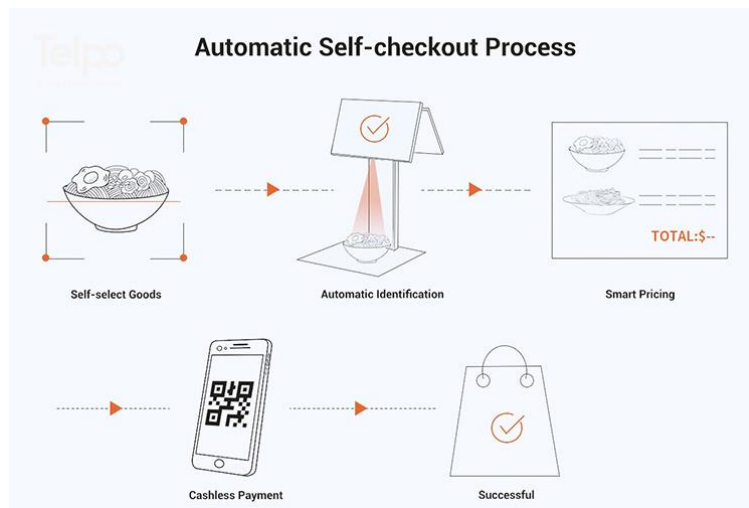 Telpo
Automatic Self-checkout Process
TOTAL:$--
Self-select Goods
Automatic Identification
Smart Pricing
Cashless Payment
Successful